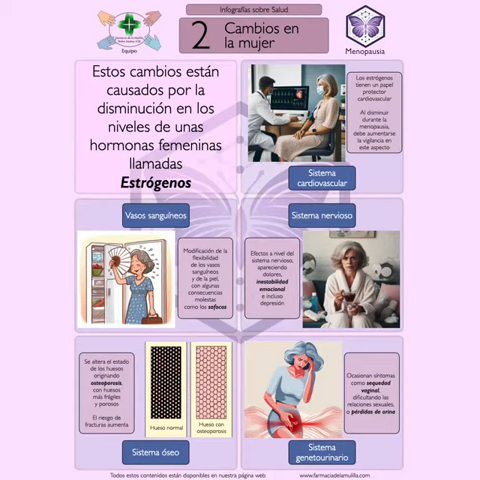 Infografías sobre Salud
2
Cambios en
la mujer
Equipo
Menopausia
Estos cambios están
causados por la
disminución en los
niveles de unas
hormonas femeninas
llamadas
Estrógenos
Los estrógenos
tienen un papel
protector
cardiovascular
Al disminuir
durante la
menopausia,
debe aumentarse
la vigilancia en
este aspecto
Sistema
cardiovascular
Vasos sanguíneos
Modificación de la
flexibilidad
de los vasos
sanguíneos
y de la piel,
con algunas
consecuencias
molestas
como los sofocos
Sistema nervioso
Efectos a nivel del
sistema nervioso,
apareciendo
dolores,
inestabilidad
emocional
e incluso
depresión
Se altera el estado
de los huesos
originando
osteoporosis,
con huesos
más frágiles
y porosos
El riesgo de
fracturas aumenta
Hueso normal
Hueso con
osteoporosis
Sistema óseo
Ocasionan síntomas
como sequedad
vaginal,
dificultando las
relaciones sexuales,
o pérdidas de orina
Sistema
genetourinario
Todos estos contenidos están disponibles en nuestra página web:
www.farmaciadelamulilla.com